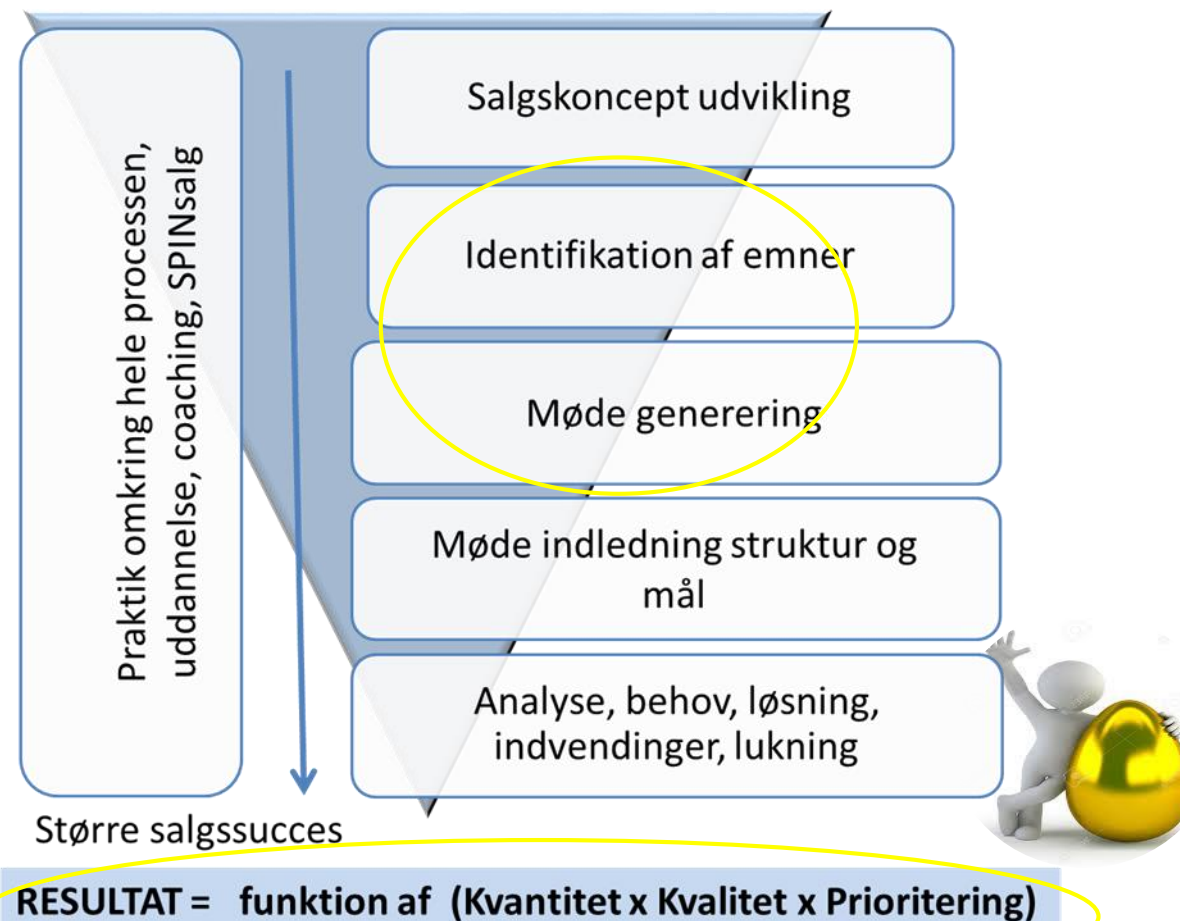 Praktik omkring hele processen,
uddannelse, coaching, SPINsalg
Salgskoncept udvikling
Identifikation af emner
Møde generering
Møde indledning struktur og
mål
Analyse, behov, løsning,
indvendinger, lukning
Større salgssucces
RESULTAT = funktion af (Kvantitet x Kvalitet x Prioritering)